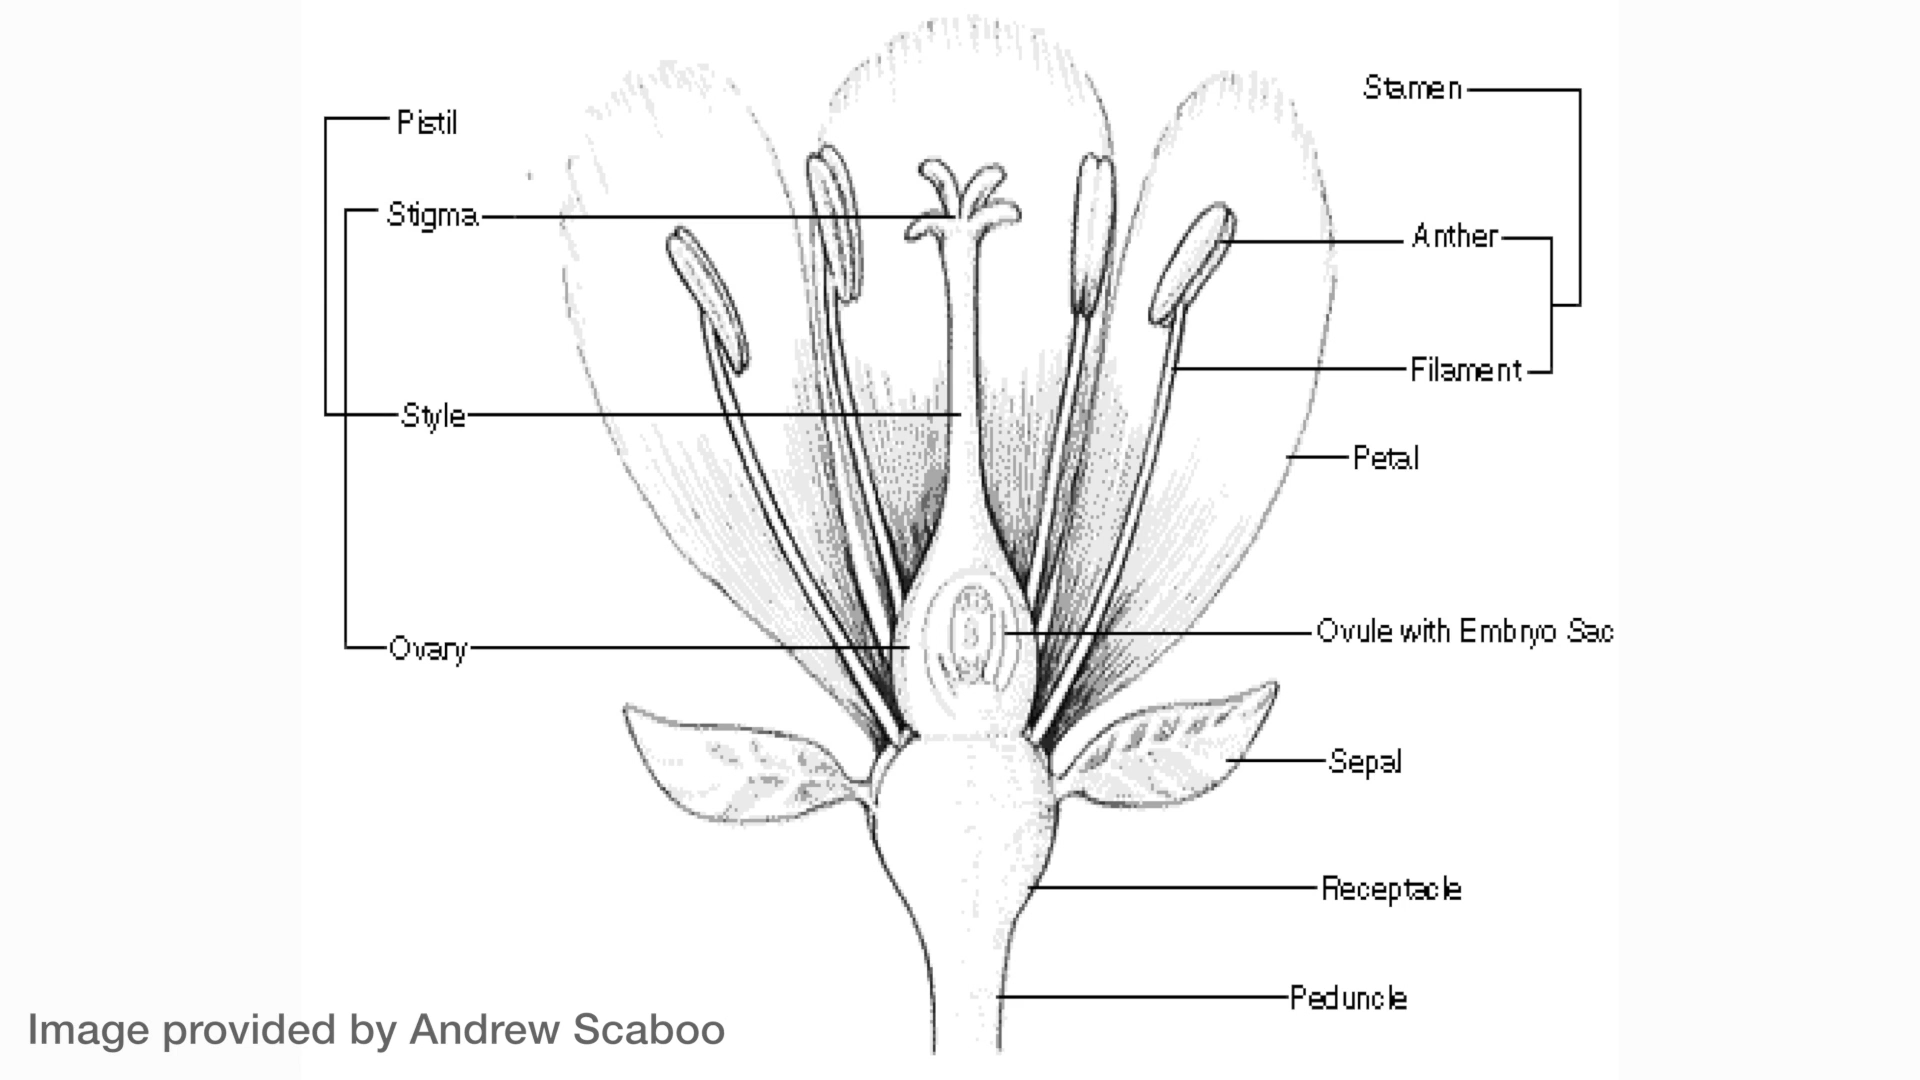 Stamen
Pistil
Stigma
Anther
Filament
Style
Petal
Ovule with Embryo Sac
Ovary
Sepal
Receptacle
Peduncle
Image provided by Andrew Scaboo